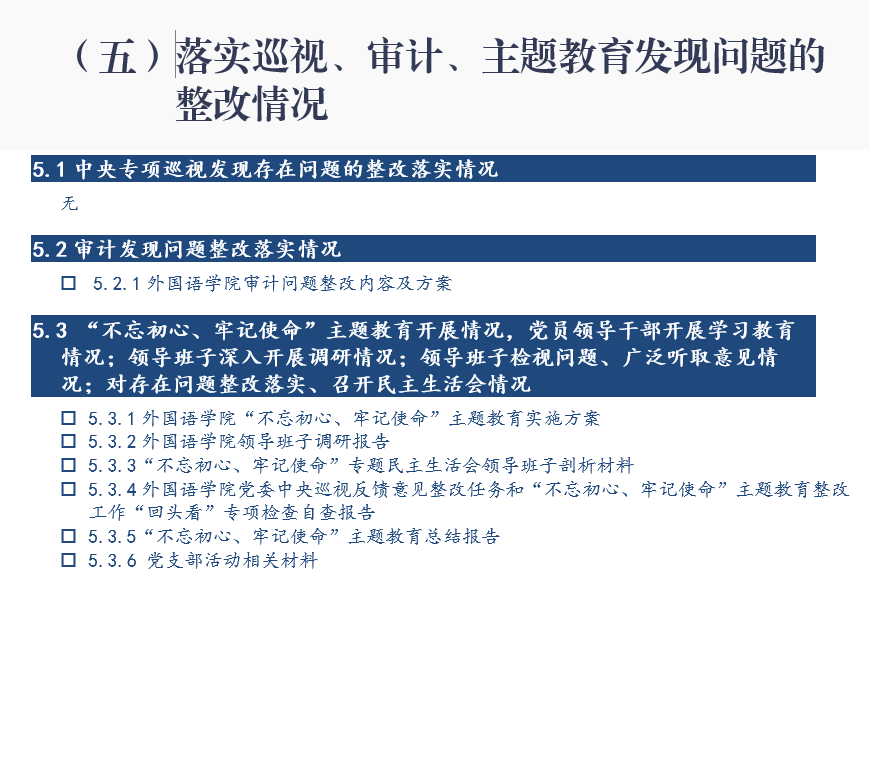 （五）落实巡视、审计、主题教育发现问题的
整改情况
5.1 中央专项巡视发现存在问题的整改落实情况
无
5.2 审计发现问题整改落实情况
5.2.1 外国语学院审计问题整改内容及方案
5.3 “不忘初心、牢记使命”主题教育开展情况，党员领导干部开展学习教育
情况；领导班子深入开展调研情况；领导班子检视问题、广泛听取意见情
况；对存在问题整改落实、召开民主生活会情况
5.3.1 外国语学院“不忘初心、牢记使命”主题教育实施方案
5.3.2 外国语学院领导班子调研报告
5.3.3“不忘初心、牢记使命”专题民主生活会领导班子剖析材料
5.3.4 外国语学院党委中央巡视反馈意见整改任务和“不忘初心、牢记使命”主题教育整改
工作“回头看”专项检查自查报告
5.3.5“不忘初心、牢记使命”主题教育总结报告
5.3.6 党支部活动相关材料